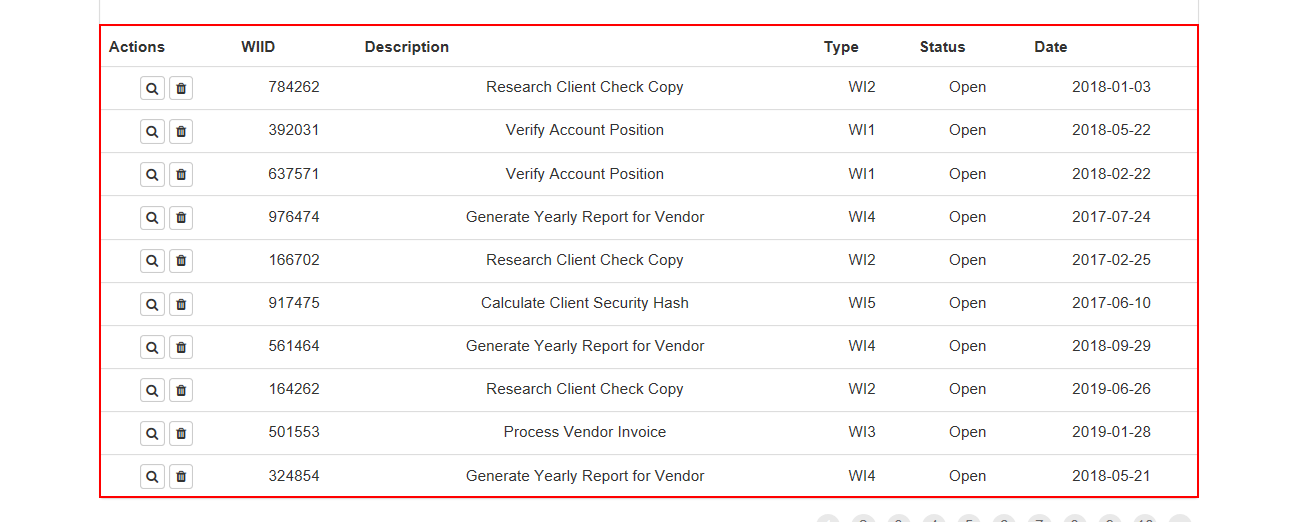 Actions WIID Description Type Status Date
784262 Research Client Check Copy WI2 Open 2018-01-03
392031 Verify Account Position WI1 Open 2018-05-22
637571 Verify Account Position WI1 Open 2018-02-22
976474 Generate Yearly Report for Vendor WI4 Open 2017-07-24
166702 Research Client Check Copy WI2 Open 2017-02-25
917475 Calculate Client Security Hash WI5 Open 2017-06-10
561464 Generate Yearly Report for Vendor WI4 Open 2018-09-29
164262 Research Client Check Copy WI2 Open 2019-06-26
501553 Process Vendor Invoice WI3 Open 2019-01-28
324854 Generate Yearly Report for Vendor WI4 Open 2018-05-21